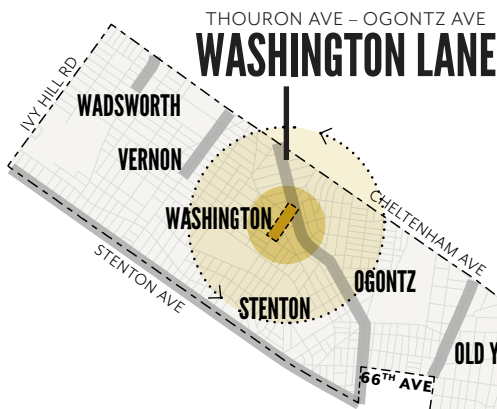 THOURON AVE – OGONTZ AVE
WASHINGTON LANE
IVY HILL RD
WADSWORTH
VERNON
WASHINGTON
CHELTENHAM AVE
STENTON AVE
OGONTZ
STENTON
OLD Y
66TH AVE